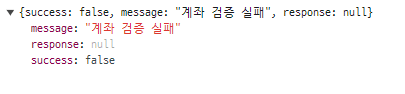 ▼ {success: false, message: "계좌 검증 실패", response: null}
message: "계좌 검증 실패"
response: null
success: false